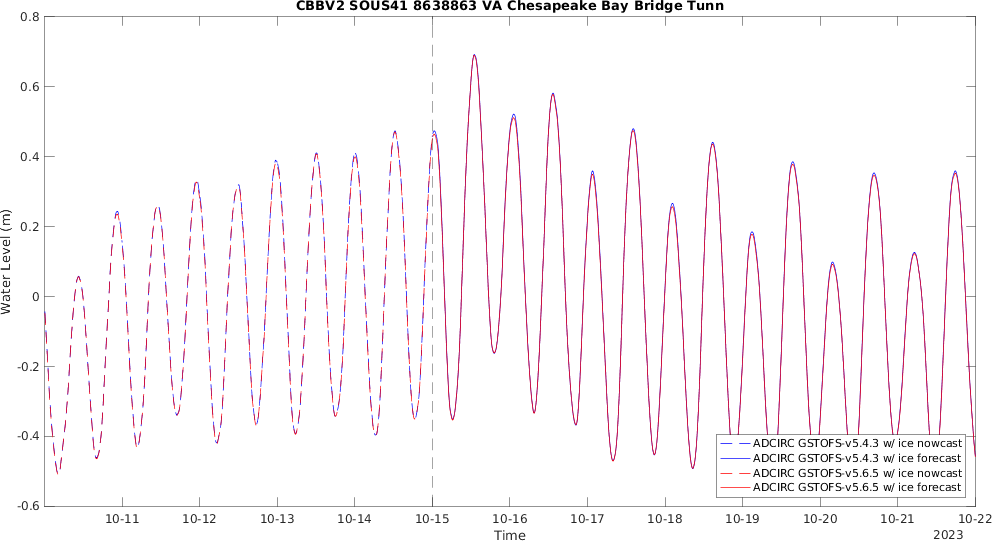 CBBV2 SOUS41 8638863 VA Chesapeake Bay Bridge Tunn
0.8
0.6
0.4
0.2
0
-0.2
-0.4
-0.6
Water Level (m)
ADCIRC GSTOFS-v5.4.3 w/ ice nowcast
ADCIRC GSTOFS-v5.4.3 w/ ice forecast
ADCIRC GSTOFS-v5.6.5 w/ ice nowcast
ADCIRC GSTOFS-v5.6.5 w/ ice forecast
10-11 10-12 10-13 10-14 10-15 10-16 10-17 10-18 10-19 10-20 10-21 10-22
Time
2023